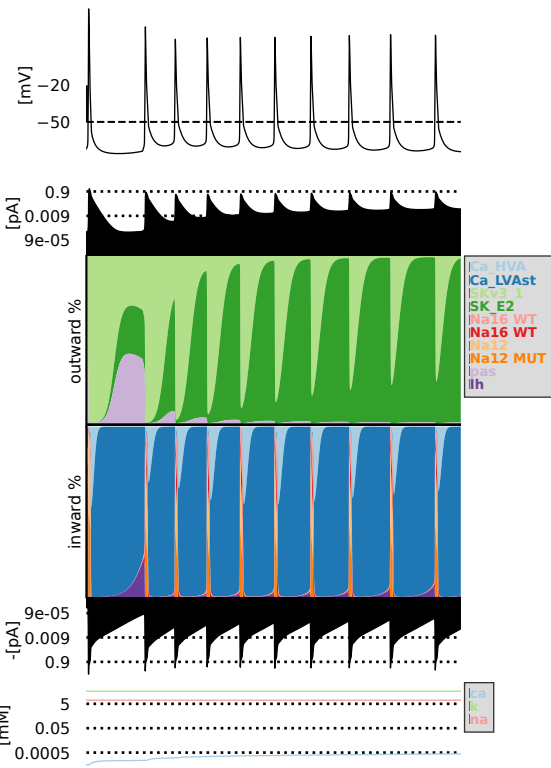 [mV]
−20
−50
[pA]
0.9
0.009
9e-05
outward %
Ca_HVA
Ca_LVAst
SKv3_1
SK_E2
Na16 WT
Na16 WT
Na12
Na12 MUT
pas
Ih
inward %
-[pA]
9e-05
0.009
0.9
[mM]
5
0.05
0.0005
ca
k
na